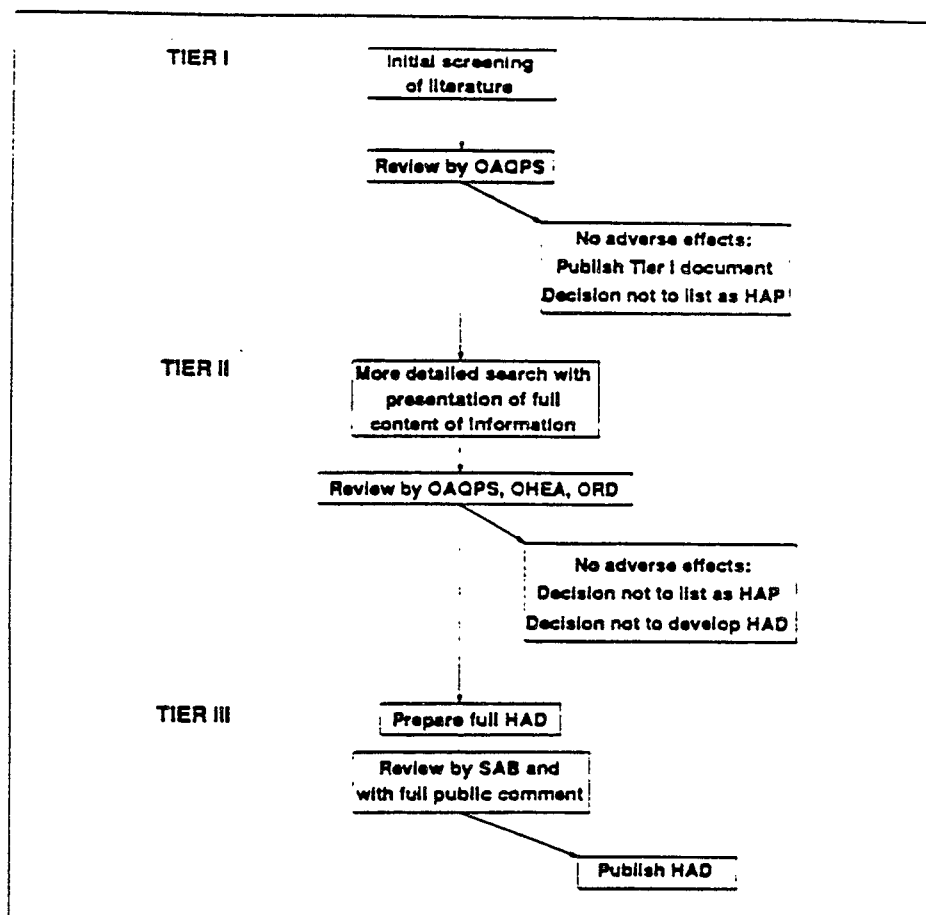 TIER I
Initial screening
of literature
Review by OAQPS
No adverse effects:
Publish Tier I document
Decision not to list as HAP
TIER II
More detailed search with
presentation of full
content of information
Review by OAQPS, OHEA, ORD
No adverse effects:
Decision not to list as HAP
Decision not to develop HAD
TIER III
Prepare full HAD
Review by SAB and
with full public comment
Publish HAD